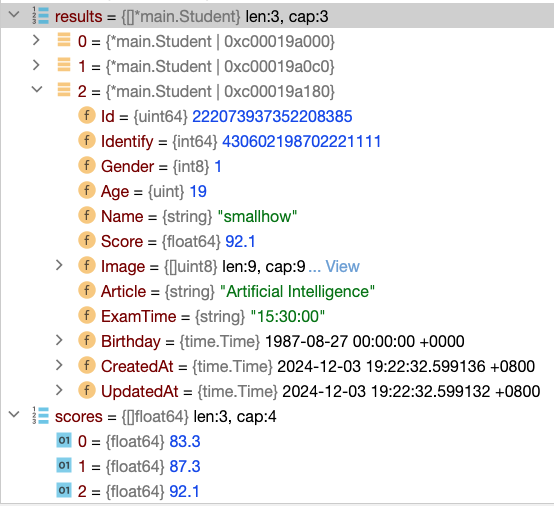 results = {[]*main.Student} len:3, cap:3
0 = {*main.Student | 0xc00019a000}
1 = {*main.Student | 0xc00019a0c0}
2 = {*main.Student | 0xc00019a180}
f Id = {uint64} 222073937352208385
f Identify = {int64} 430602198702221111
f Gender = {int8} 1
f Age = {uint} 19
f Name = {string} "smallhow"
f Score = {float64} 92.1
f Image = {[]uint8} len:9, cap:9 ... View
f Article = {string} "Artificial Intelligence"
f ExamTime = {string} "15:30:00"
f Birthday = {time.Time} 1987-08-27 00:00:00 +0000
f CreatedAt = {time.Time} 2024-12-03 19:22:32.599136 +0800
f UpdatedAt = {time.Time} 2024-12-03 19:22:32.599132 +0800
scores = {[]float64} len:3, cap:4
01 0 = {float64} 83.3
01 1 = {float64} 87.3
01 2 = {float64} 92.1